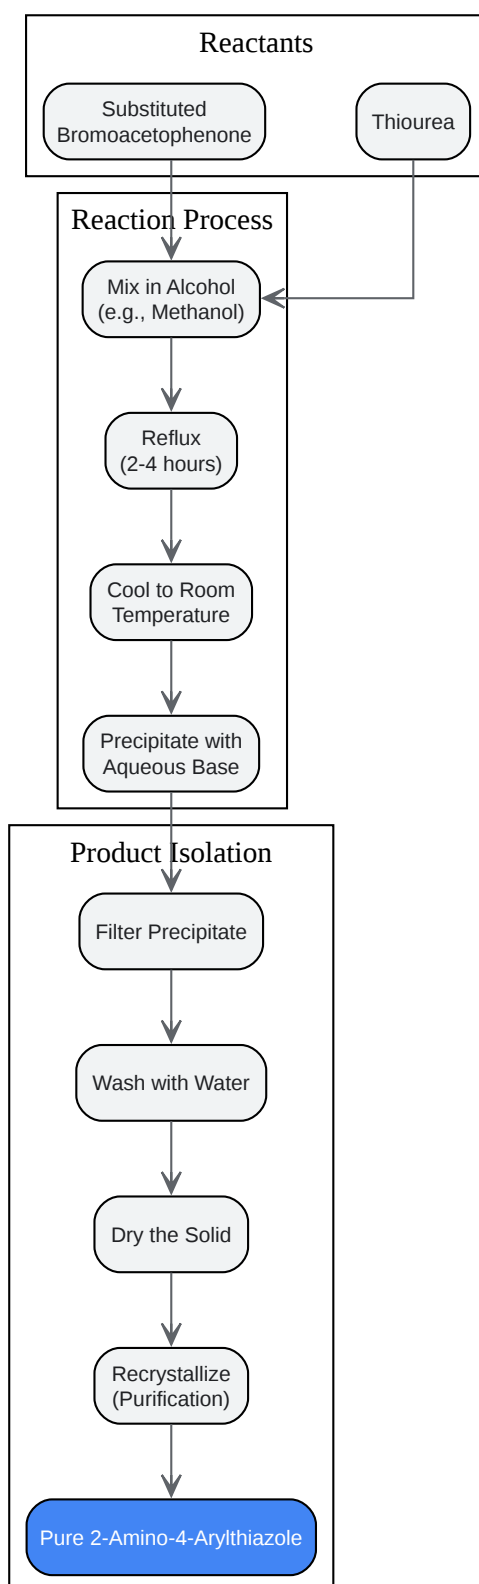 Reactants
Substituted
Bromoacetophenone
Thiourea
Reaction Process
Mix in Alcohol
(e.g., Methanol)
Reflux
(2-4 hours)
Cool to Room
Temperature
Precipitate with
Aqueous Base
Product Isolation
Filter Precipitate
Wash with Water
Dry the Solid
Recrystallize
(Purification)
Pure 2-Amino-4-Arylthiazole